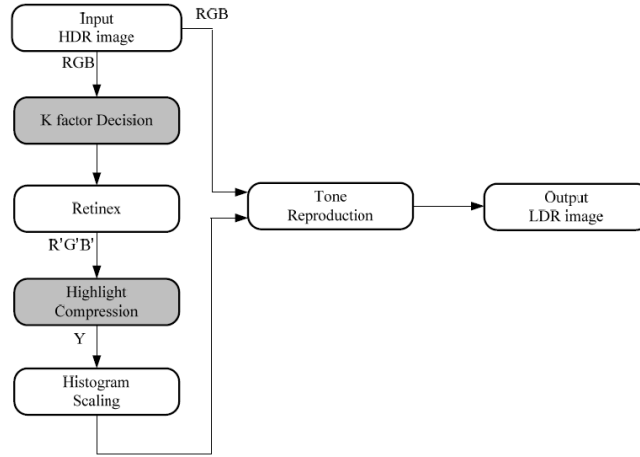 Input
HDR image
RGB
RGB
K factor Decision
Retinex
R'G'B'
Highlight
Compression
Y
Histogram
Scaling
Tone
Reproduction
Output
LDR image